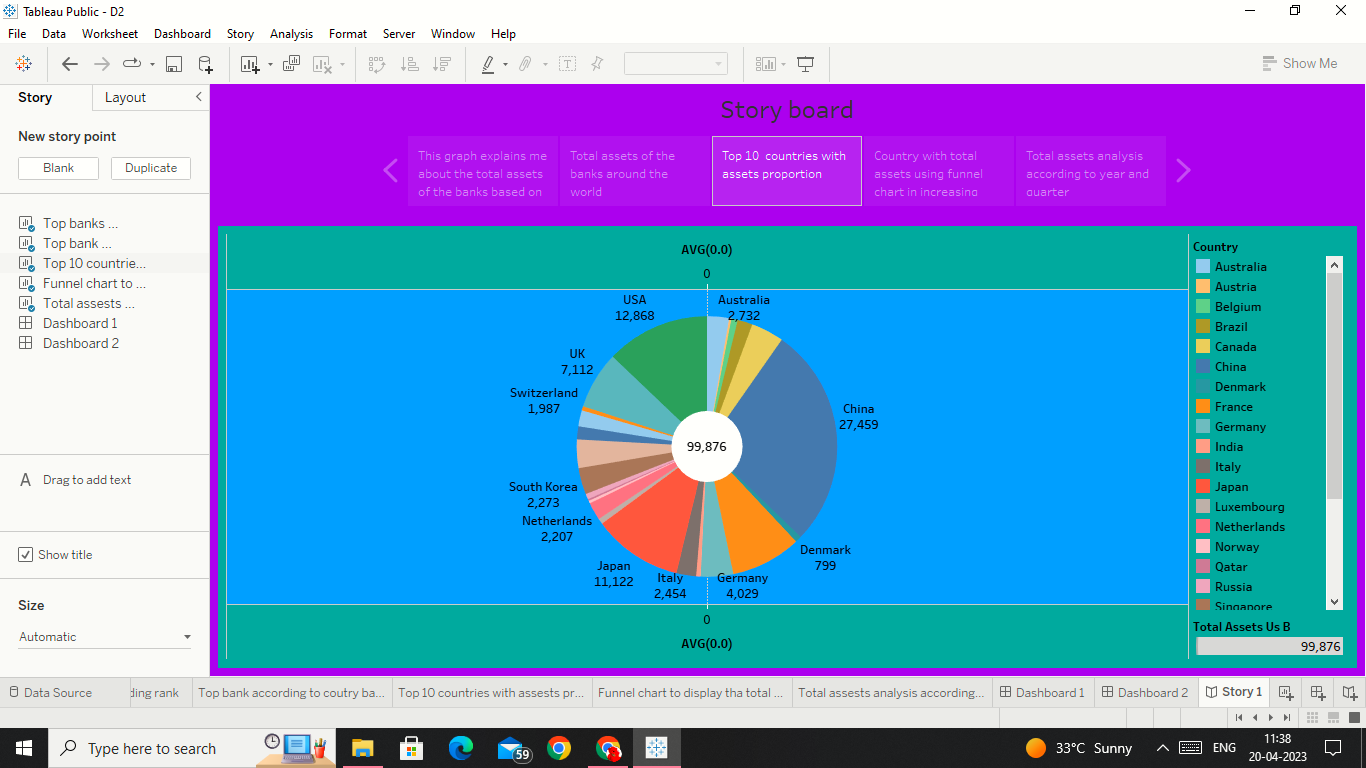 Tableau Public - D2
File Data Worksheet Dashboard Story Analysis Format Server Window Help
Show Me
Story Layout
New story point
Blank Duplicate
Top banks ...
Top bank ...
Top 10 countrie...
Funnel chart to ...
Total assests ...
Dashboard 1
Dashboard 2
A Drag to add text
Show title
Size
Automatic
Story board
This graph explains me
about the total assets
of the banks based on
Total assets of the
banks around the
world
Top 10 countries with
assets proportion
Country with total
assets using funnel
chart in increasing
Total assets analysis
according to year and
quarter
AVG(0.0)
0
USA
12,868
Australia
2,732
UK
7,112
Switzerland
1,987
China
27,459
99,876
South Korea
2,273
Netherlands
2,207
Japan
11,122
Italy
2,454
Germany
4,029
Denmark
799
0
AVG(0.0)
Country
Australia
Austria
Belgium
Brazil
Canada
China
Denmark
France
Germany
India
Italy
Japan
Luxembourg
Netherlands
Norway
Qatar
Russia
Singapore
Total Assets Us B
99,876
Data Source ding rank Top bank according to coutry ba... Top 10 countries with assests pr... Funnel chart to display tha total ... Total assests analysis according... Dashboard 1 Dashboard 2 Story 1
Type here to search
59
33°C Sunny
ENG
11:38
20-04-2023